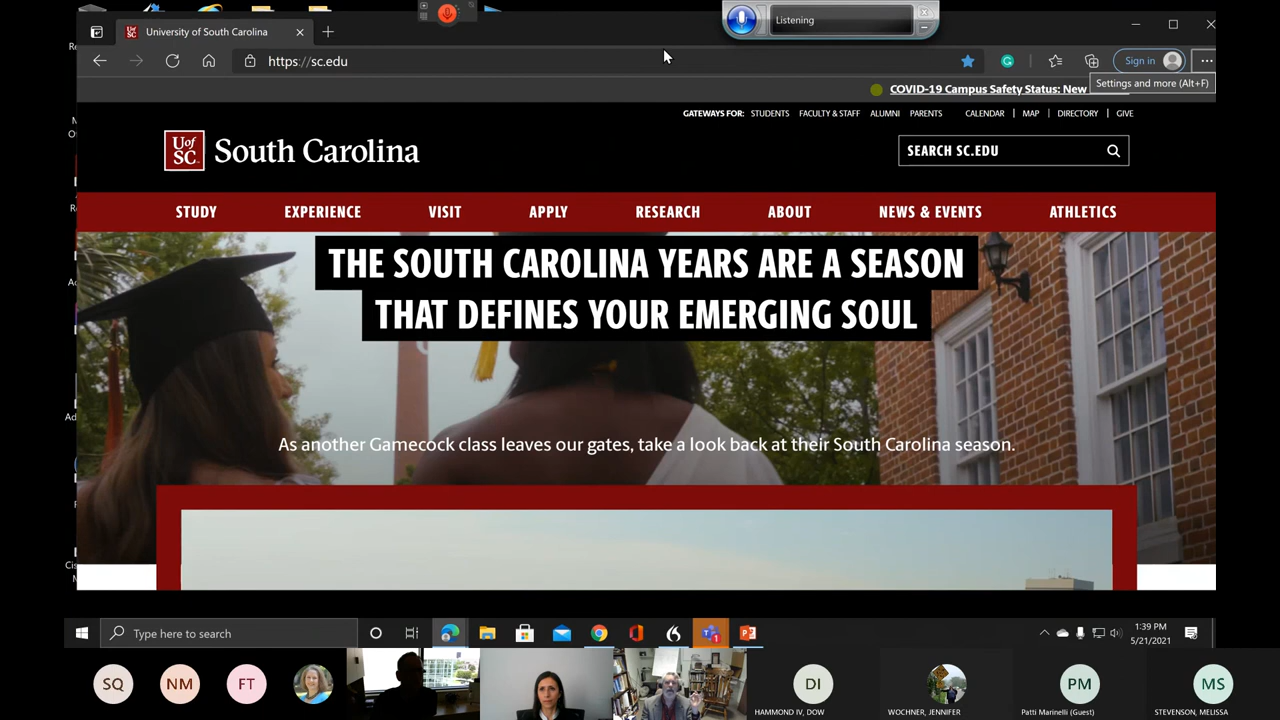 Listening
University of South Carolina
https://sc.edu
Sign in
Settings and more (Alt+F)
COVID-19 Campus Safety Status: New
GATEWAYS FOR: STUDENTS FACULTY & STAFF ALUMNI PARENTS CALENDAR | MAP | DIRECTORY | GIVE
UofSC South Carolina
SEARCH SC.EDU
STUDY EXPERIENCE VISIT APPLY RESEARCH ABOUT NEWS & EVENTS ATHLETICS
THE SOUTH CAROLINA YEARS ARE A SEASON
THAT DEFINES YOUR EMERGING SOUL
As another Gamecock class leaves our gates, take a look back at their South Carolina season.
Type here to search
1:39 PM
5/21/2021
SQ NM FT DI PM MS
HAMMOND IV, DOW WOCHNER, JENNIFER Patti Marinelli (Guest) STEVENSON, MELISSA